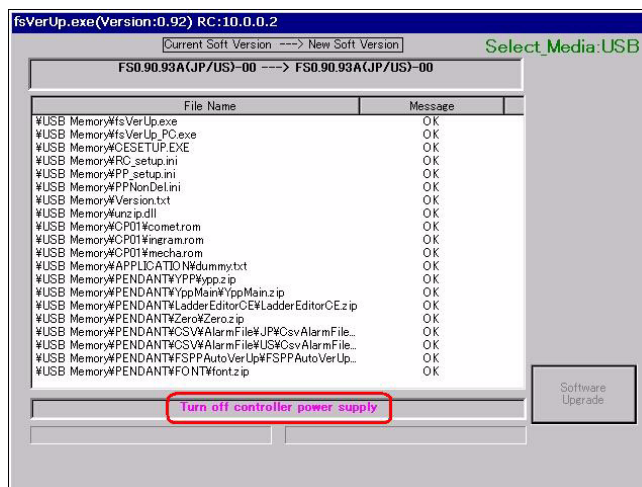 fsVerUp.exe(Version:0.92) RC:10.0.0.2
Current Soft Version ---> New Soft Version
Select_Media:USB
FS0.90.93A(JP/US)-00 ---> FS0.90.93A(JP/US)-00
File Name Message
¥USB Memory¥fsVerUp.exe OK
¥USB Memory¥fsVerUp_PC.exe OK
¥USB Memory¥CESETUP.EXE OK
¥USB Memory¥RC_setup.ini OK
¥USB Memory¥PP_setup.ini OK
¥USB Memory¥PPNonDel.ini OK
¥USB Memory¥Version.txt OK
¥USB Memory¥unzip.dll OK
¥USB Memory¥CP01¥comet.rom OK
¥USB Memory¥CP01¥ingram.rom OK
¥USB Memory¥CP01¥mecha.rom OK
¥USB Memory¥APPLICATION¥dummy.txt OK
¥USB Memory¥PENDANT¥YPP¥ypp.zip OK
¥USB Memory¥PENDANT¥YppMain¥YppMain.zip OK
¥USB Memory¥PENDANT¥LadderEditorCE¥LadderEditorCE.zip OK
¥USB Memory¥PENDANT¥Zero¥Zero.zip OK
¥USB Memory¥PENDANT¥CSV¥AlarmFile¥JP¥CsvAlarmFile... OK
¥USB Memory¥PENDANT¥CSV¥AlarmFile¥US¥CsvAlarmFile... OK
¥USB Memory¥PENDANT¥FSPPAutoVerUp¥FSPPAutoVerUp... OK
¥USB Memory¥PENDANT¥FONT¥font.zip OK
Software
Upgrade
Turn off controller power supply